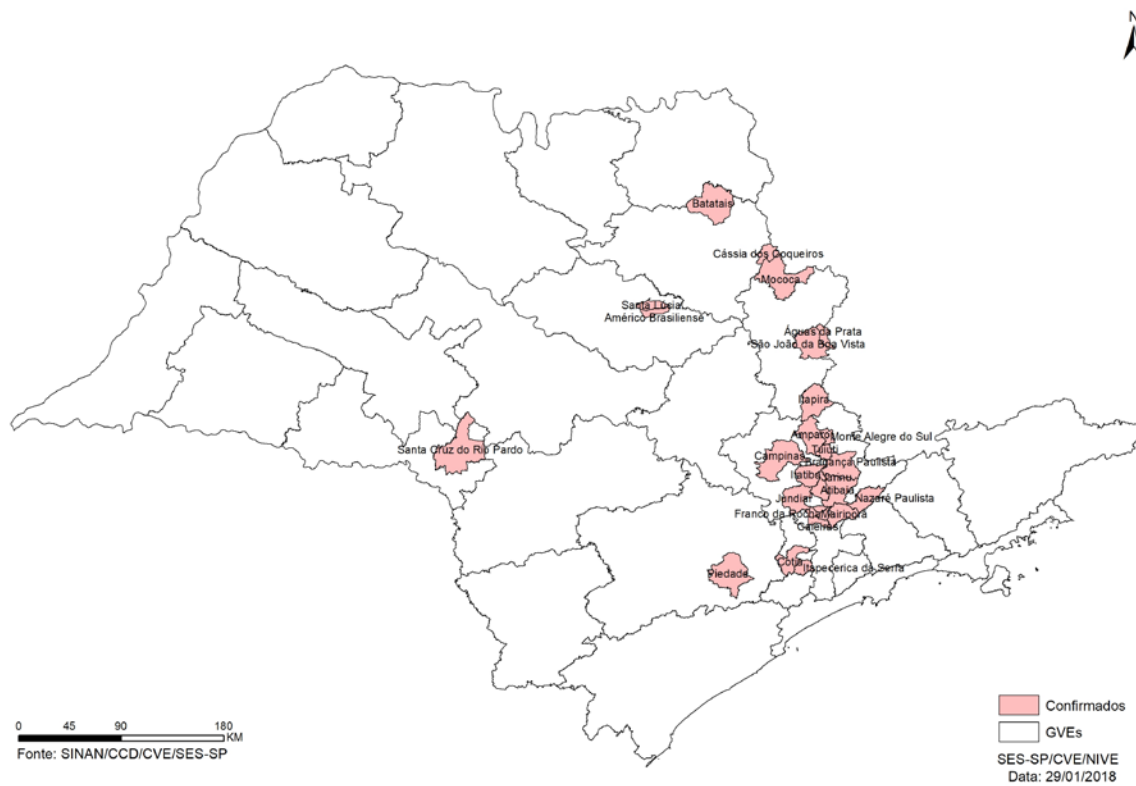 N
Batatais
Cássia dos Coqueiros
Mococa
Santa Lúcia
Américo Brasiliense
Águas da Prata
São João da Boa Vista
Itapira
Amparo
Monte Alegre do Sul
Tuiuti
Santa Cruz do Rio Pardo
Campinas
Bragança Paulista
Itatiba
Jarinu
Atibaia
Jundiaí
Nazaré Paulista
Franco da Rocha
Mairiporã
Caieiras
Cotia
Itapecerica da Serra
Piedade
0 45 90 180
KM
Fonte: SINAN/CCD/CVE/SES-SP
Confirmados
GVEs
SES-SP/CVE/NIVE
Data: 29/01/2018